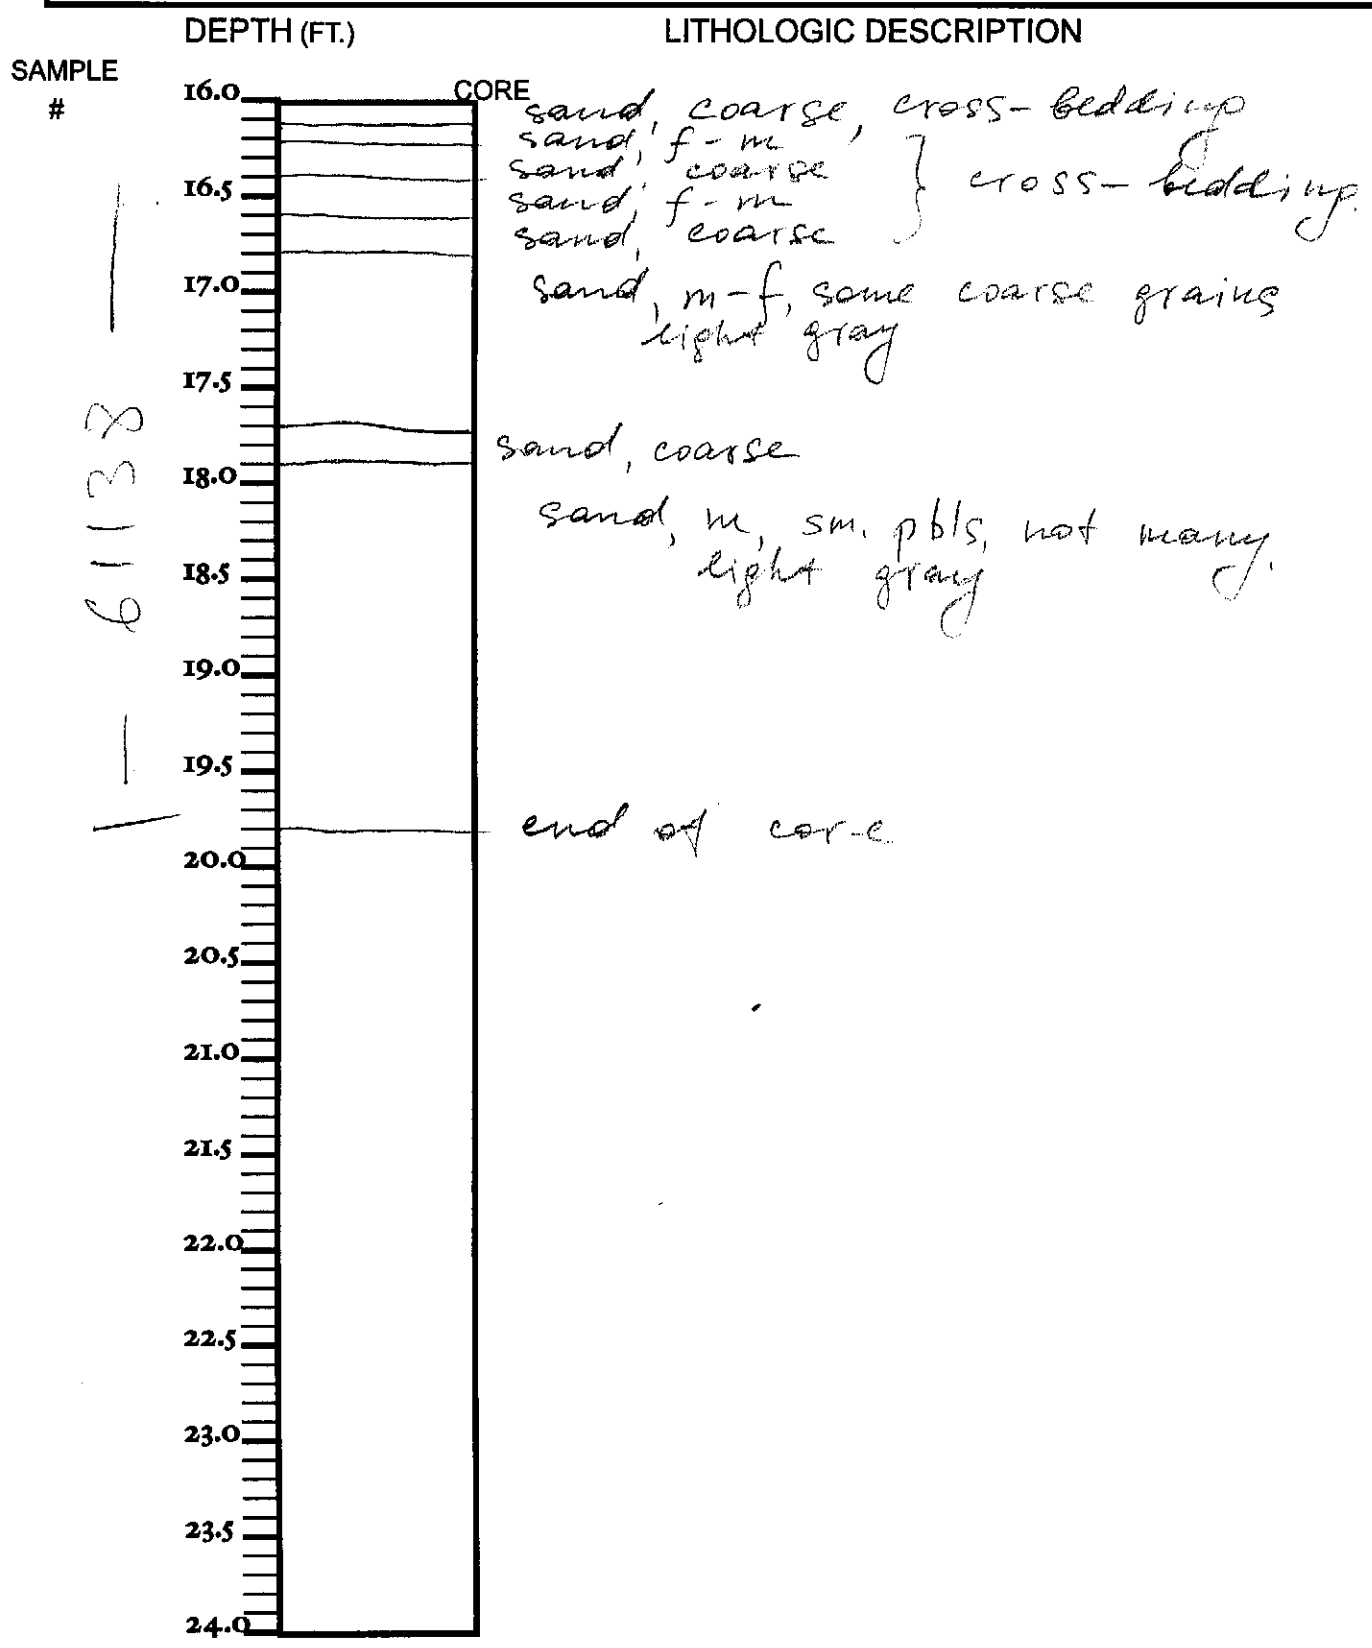 DEPTH (FT.) LITHOLOGIC DESCRIPTION
SAMPLE
#
CORE
16.0
sand, coarse, cross-bedding
sand, f-m
sand, coarse
16.5
cross-bedding.
sand, f-m
sand, coarse
17.0
sand, m-f, some coarse grains
light gray
17.5
sand, coarse
18.0
sand, m, sm. pbls, not many.
light gray
18.5
61138
19.0
19.5
end of core
20.0
20.5
21.0
21.5
22.0
22.5
23.0
23.5
24.0